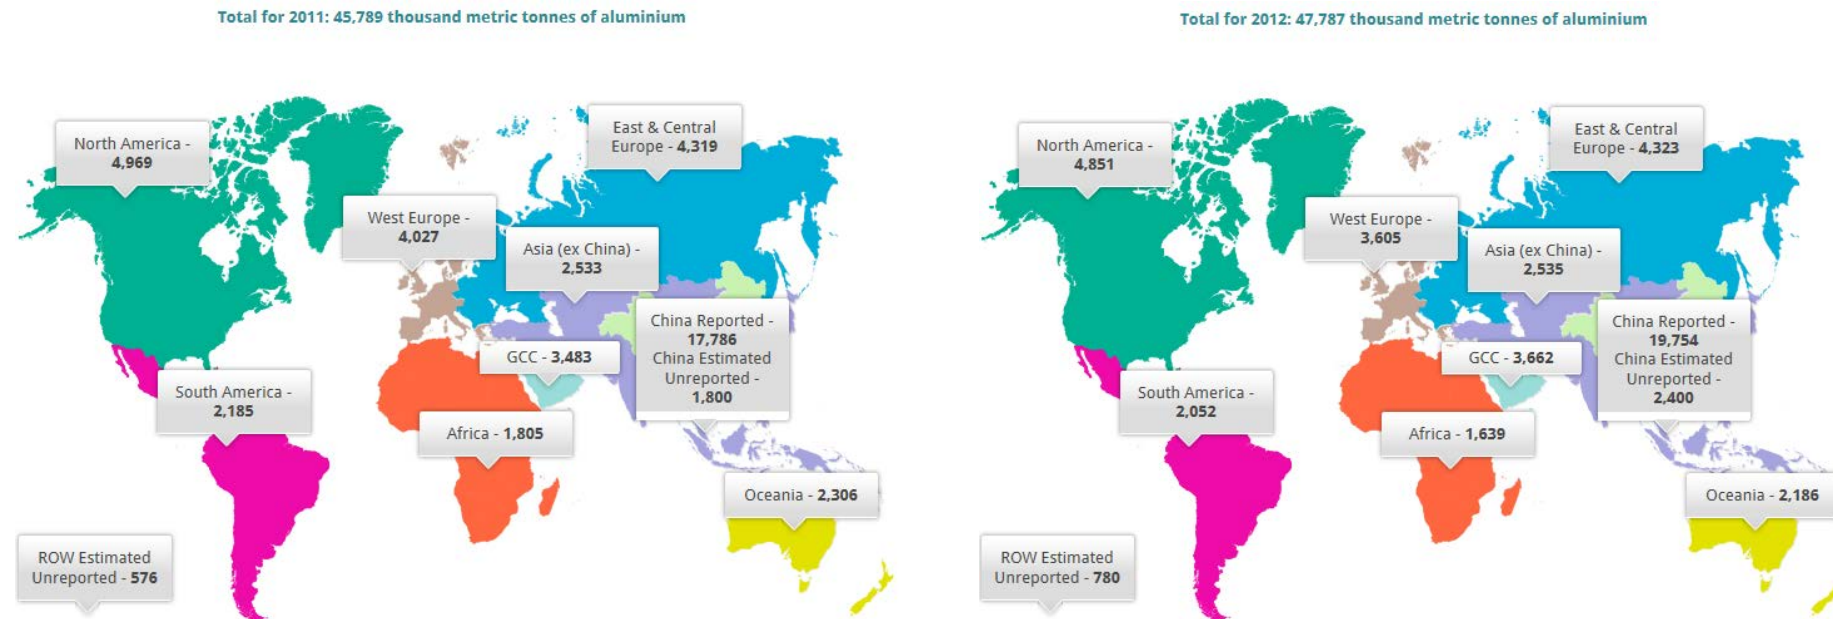 Total for 2011: 45,789 thousand metric tonnes of aluminium
North America -
4,969
East & Central
Europe - 4,319
West Europe -
4,027
Asia (ex China) -
2,533
China Reported -
17,786
China Estimated
Unreported -
1,800
GCC - 3,483
South America -
2,185
Africa - 1,805
Oceania - 2,306
ROW Estimated
Unreported - 576
Total for 2012: 47,787 thousand metric tonnes of aluminium
North America -
4,851
East & Central
Europe - 4,323
West Europe -
3,605
Asia (ex China) -
2,535
China Reported -
19,754
China Estimated
Unreported -
2,400
GCC - 3,662
South America -
2,052
Africa - 1,639
Oceania - 2,186
ROW Estimated
Unreported - 780